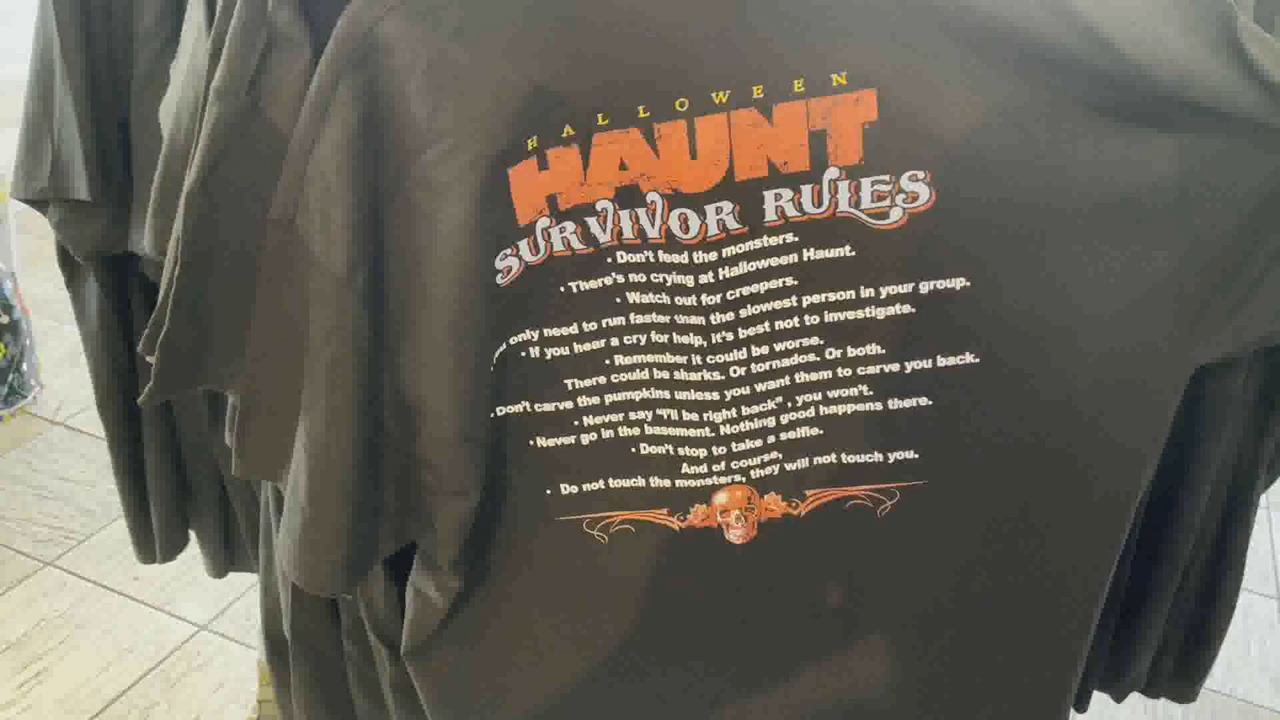 HALLOWEEN
HAUNT
SURVIVOR RULES
• Don't feed the monsters.
• There's no crying at Halloween Haunt.
• Watch out for creepers.
only need to run faster than the slowest person in your group.
• If you hear a cry for help, it's best not to investigate.
• Remember it could be worse.
There could be sharks. Or tornados. Or both.
• Don't carve the pumpkins unless you want them to carve you back.
• Never say "I'll be right back", you won't.
• Never go in the basement. Nothing good happens there.
• Don't stop to take a selfie.
And of course,
• Do not touch the monsters, they will not touch you.